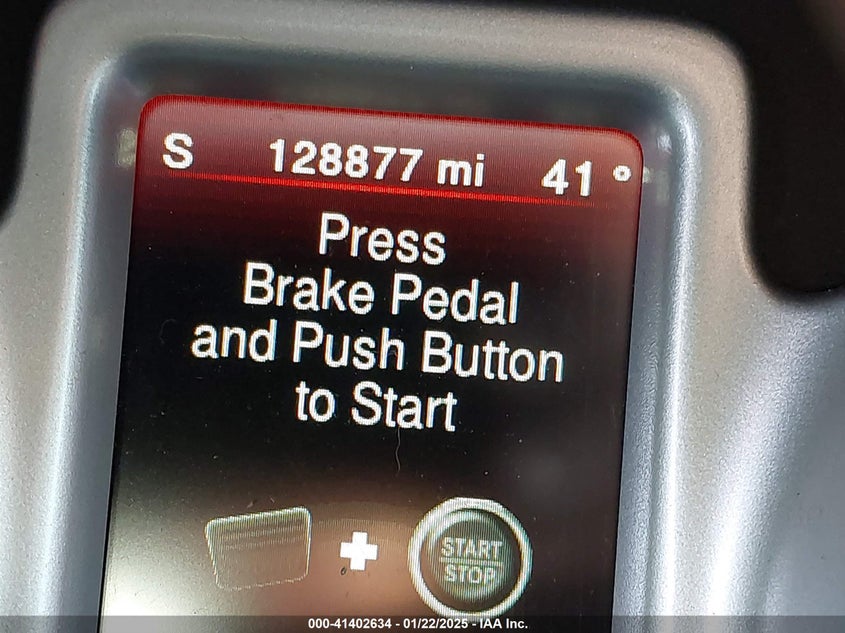 S 128877 mi 41°
Press
Brake Pedal
and Push Button
to Start
START
STOP
000-41402634 - 01/22/2025 - IAA Inc.